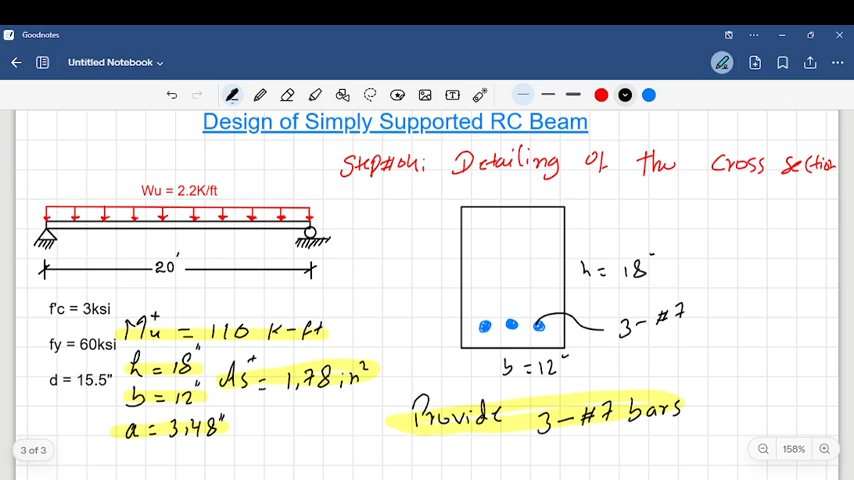 Goodnotes
Untitled Notebook
Design of Simply Supported RC Beam
Step#04: Detailing of the Cross section
Wu = 2.2K/ft
20'
h = 18"
3-#7
b = 12"
f'c = 3ksi
fy = 60ksi
d = 15.5"
Mu+ = 110 K-ft
h = 18"
b = 12"
a = 3.48"
As+ = 1.78 in2
Provide 3-#7 bars
3 of 3
158%